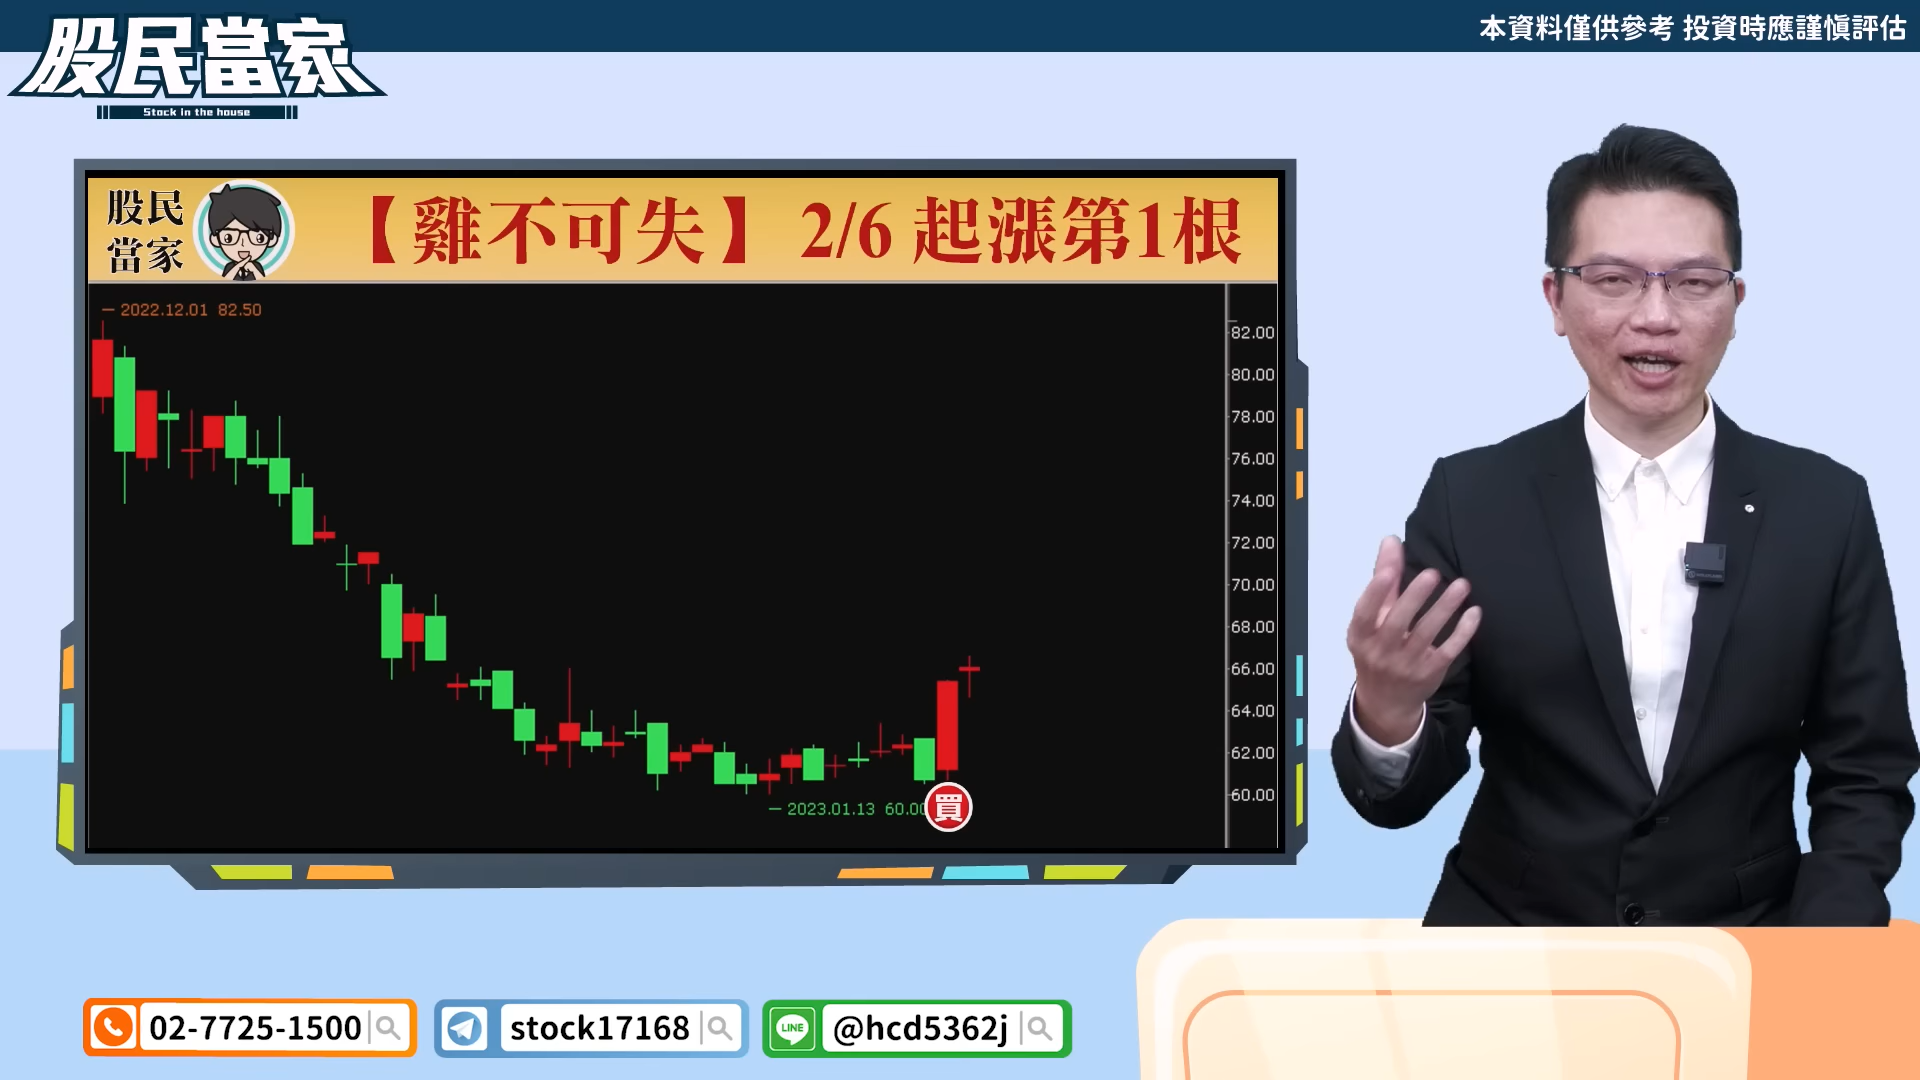 股民當家
Stock in the house
本資料僅供參考 投資時應謹慎評估
股民
當家
【雞不可失】 2/6 起漲第1根
2022.12.01 82.50
82.00
80.00
78.00
76.00
74.00
72.00
70.00
68.00
66.00
64.00
62.00
60.00
2023.01.13 60.00
買
02-7725-1500
stock17168
LINE
@hcd5362j